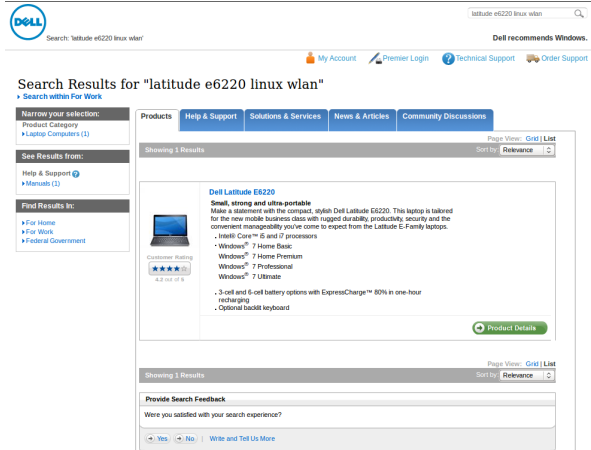 DELL
latitude e6220 linux wlan
Search: 'latitude e6220 linux wlan'
Dell recommends Windows.
My Account
Premier Login
Technical Support
Order Support
Search Results for "latitude e6220 linux wlan"
Search within For Work
Narrow your selection:
Product Category
Laptop Computers (1)
See Results from:
Help & Support
Manuals (1)
Find Results In:
For Home
For Work
Federal Government
Products
Help & Support
Solutions & Services
News & Articles
Community Discussions
Page View: Grid | List
Showing 1 Results
Sort by: Relevance
Dell Latitude E6220
Small, strong and ultra-portable
Make a statement with the compact, stylish Dell Latitude E6220. This laptop is tailored
for the new mobile business class with rugged durability, productivity, security and the
convenient manageability you've come to expect from the Latitude E-Family laptops.
Intel® Core™ i5 and i7 processors
Windows® 7 Home Basic
Windows® 7 Home Premium
Windows® 7 Professional
Windows® 7 Ultimate
3-cell and 6-cell battery options with ExpressCharge™ 80% in one-hour
recharging
Optional backlit keyboard
Customer Rating
4.2 out of 5
Product Details
Page View: Grid | List
Showing 1 Results
Sort by: Relevance
Provide Search Feedback
Were you satisfied with your search experience?
Yes
No
| Write and Tell Us More